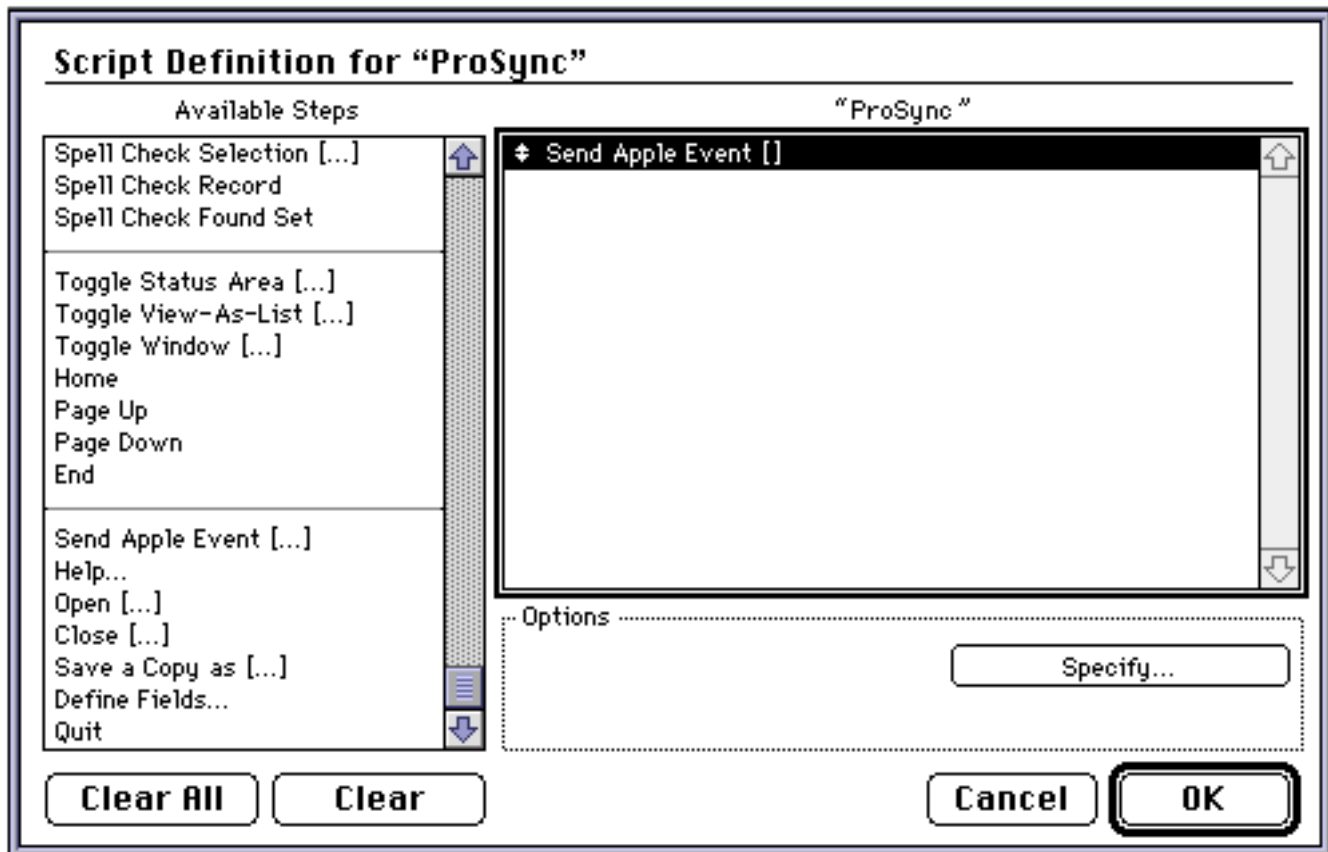 Script Definition for “ProSync”
Available Steps
Spell Check Selection [...]
Spell Check Record
Spell Check Found Set
Toggle Status Area [...]
Toggle View-As-List [...]
Toggle Window [...]
Home
Page Up
Page Down
End
Send Apple Event [...]
Help...
Open [...]
Close [...]
Save a Copy as [...]
Define Fields...
Quit
“ProSync”
Send Apple Event []
Options
Specify...
Clear All
Clear
Cancel
OK